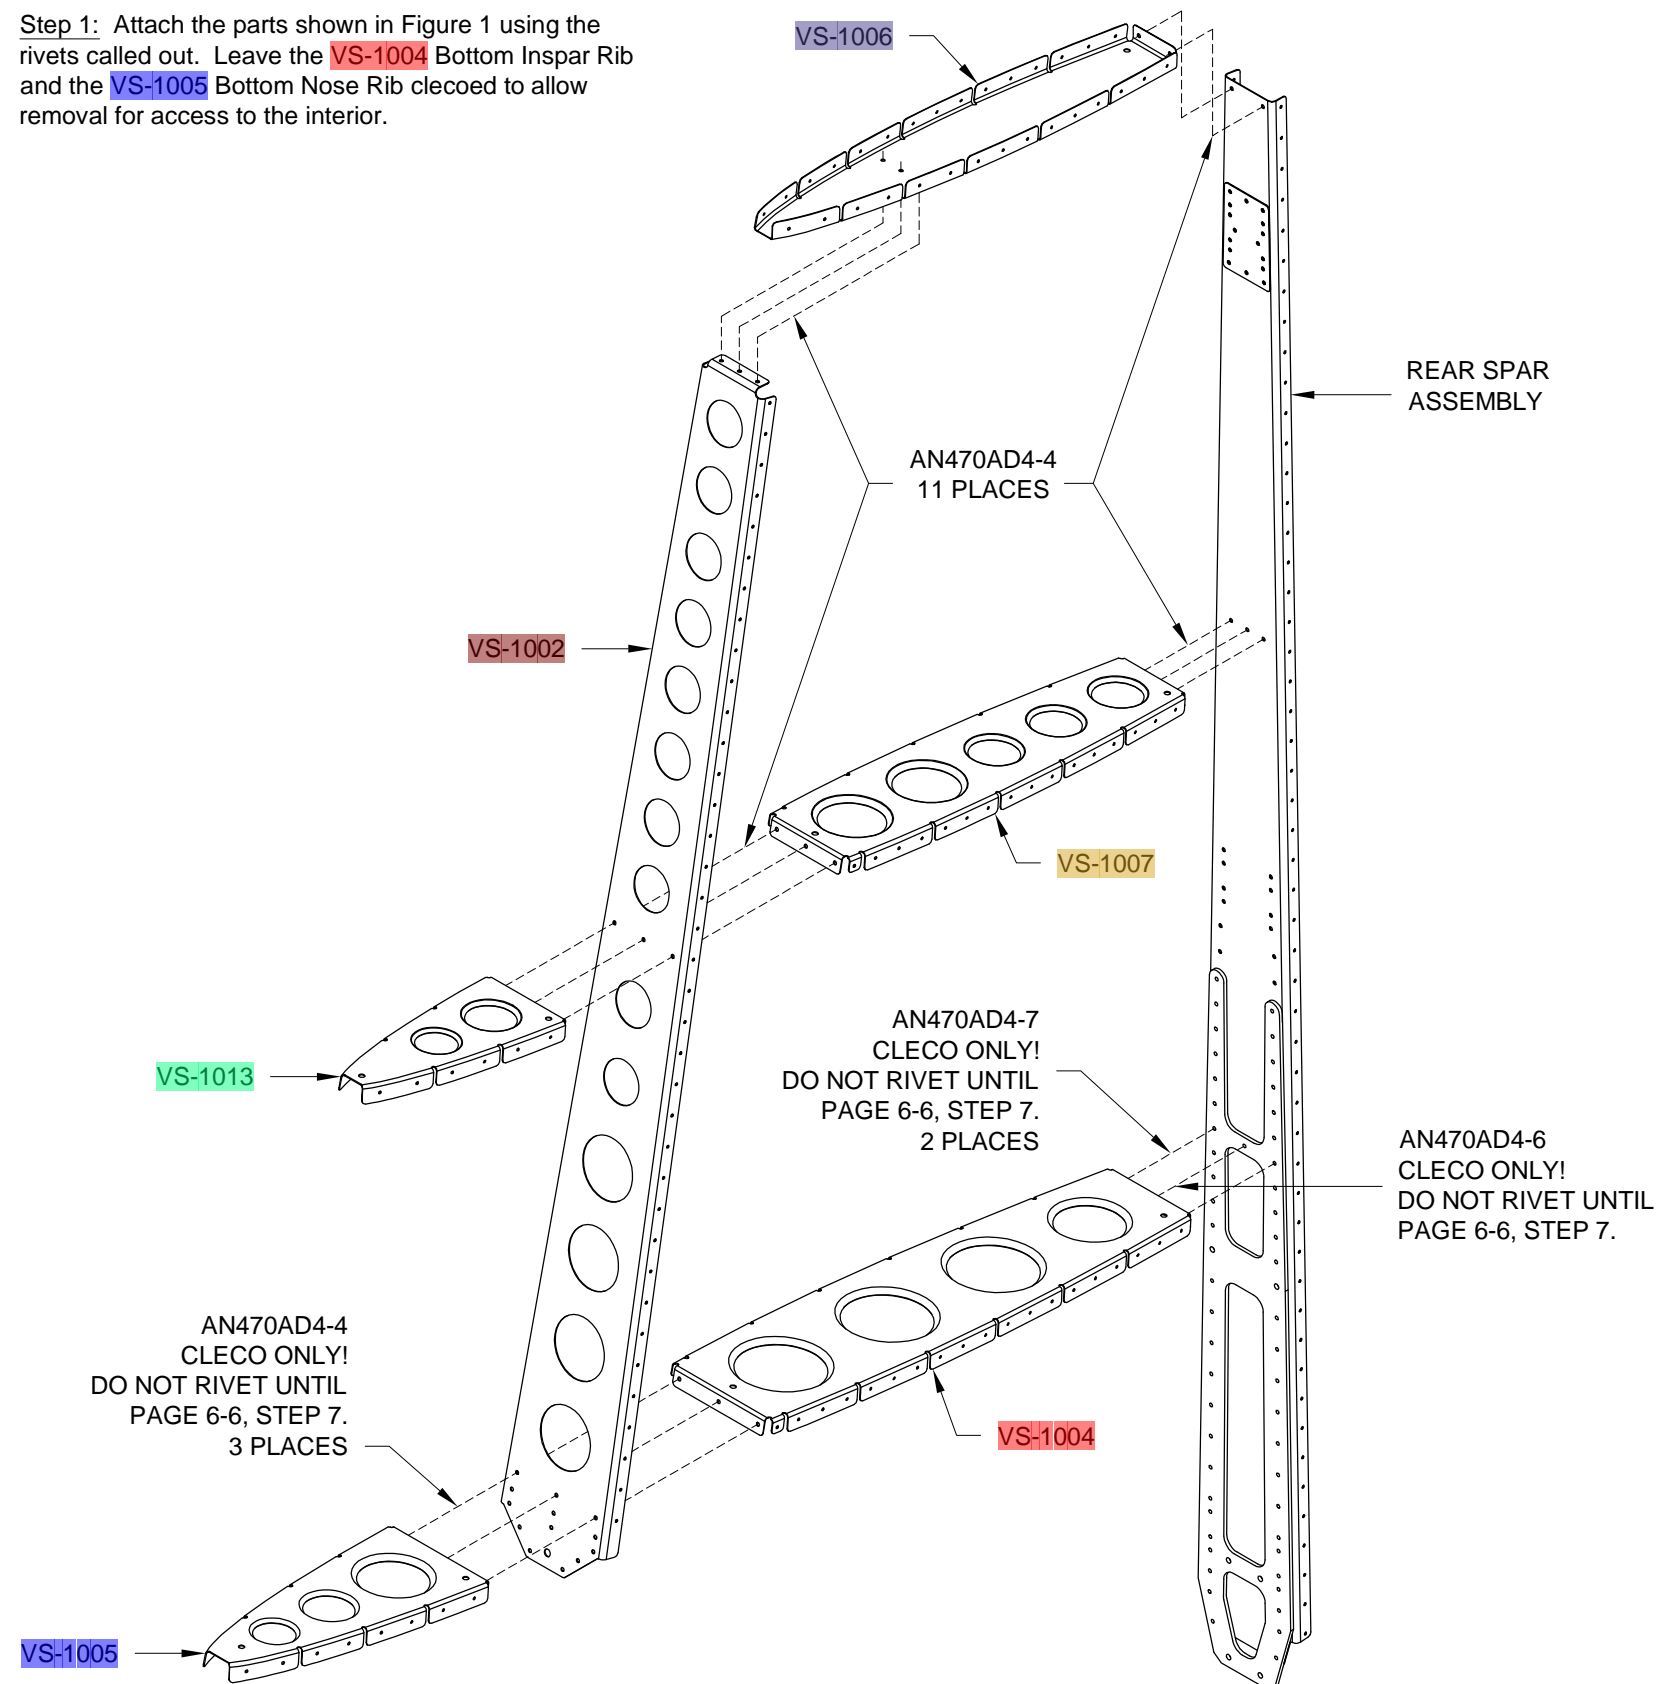 Step 1: Attach the parts shown in Figure 1 using the
rivets called out. Leave the VS-1004 Bottom Inspar Rib
and the VS-1005 Bottom Nose Rib clecoed to allow
removal for access to the interior.
VS-1006
REAR SPAR
ASSEMBLY
AN470AD4-4
11 PLACES
VS-1002
VS-1007
VS-1013
AN470AD4-7
CLECO ONLY!
DO NOT RIVET UNTIL
PAGE 6-6, STEP 7.
2 PLACES
AN470AD4-6
CLECO ONLY!
DO NOT RIVET UNTIL
PAGE 6-6, STEP 7.
AN470AD4-4
CLECO ONLY!
DO NOT RIVET UNTIL
PAGE 6-6, STEP 7.
3 PLACES
VS-1004
VS-1005